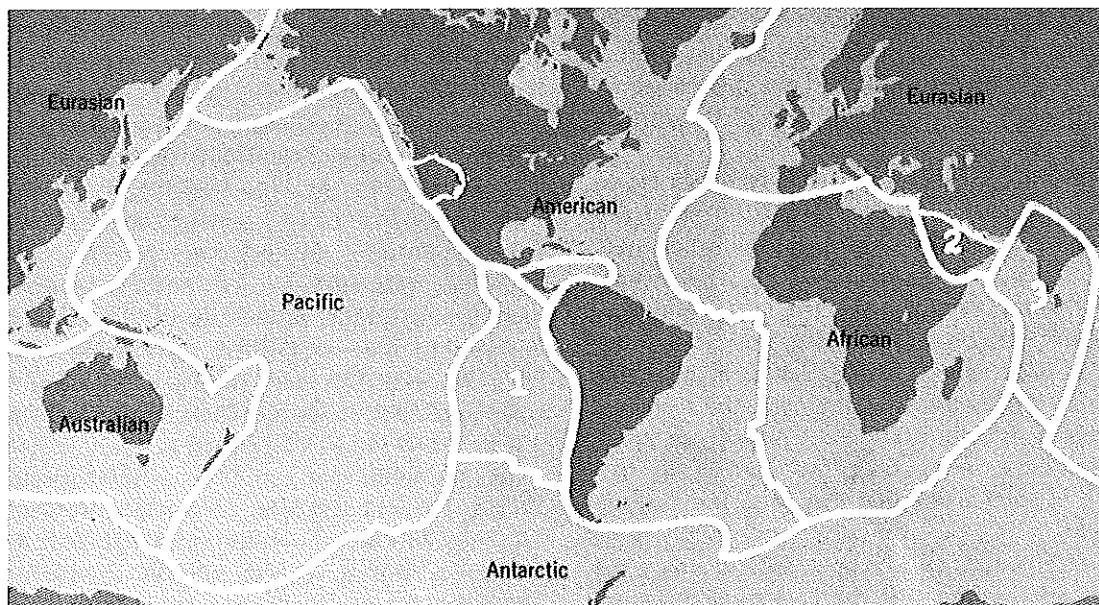 Eurasian
Eurasian
American
2
Pacific
3
African
1
Australian
Antarctic